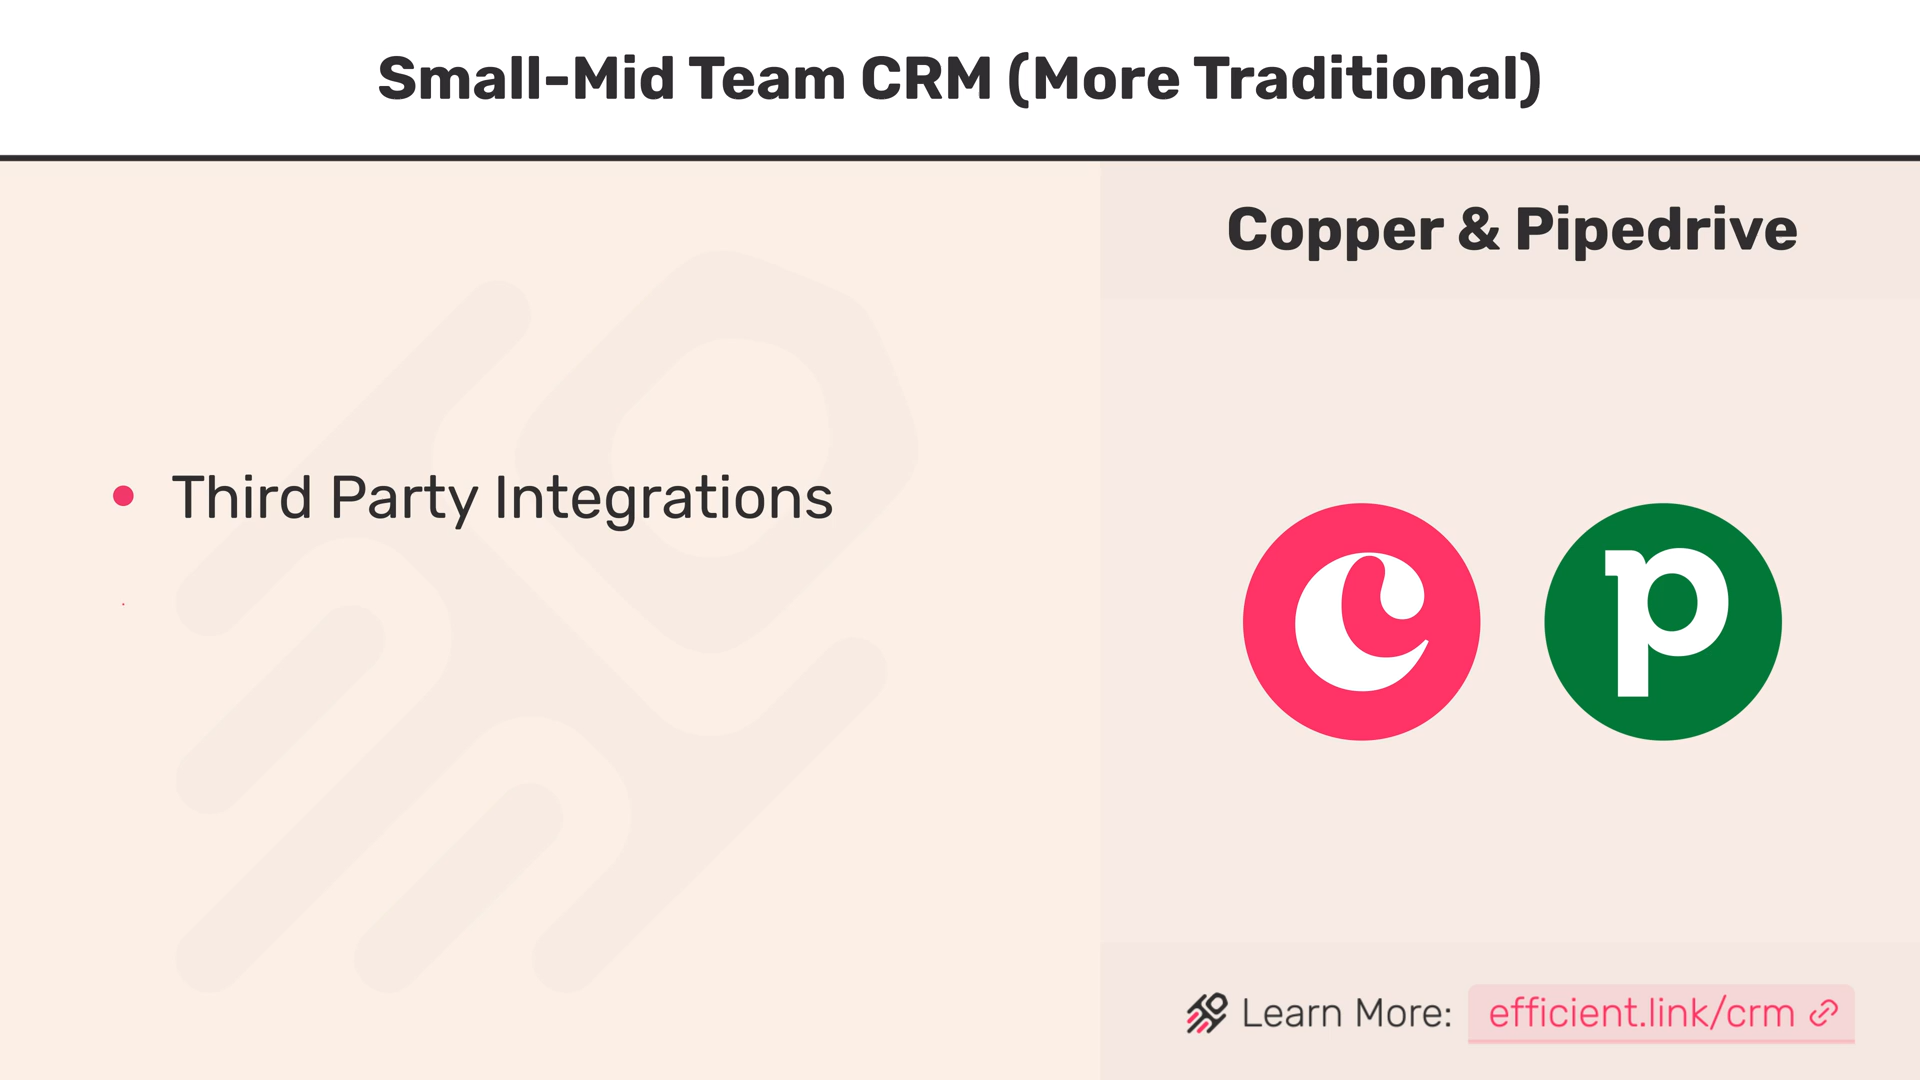 Small-Mid Team CRM (More Traditional)
Copper & Pipedrive
• Third Party Integrations
Learn More: efficient.link/crm